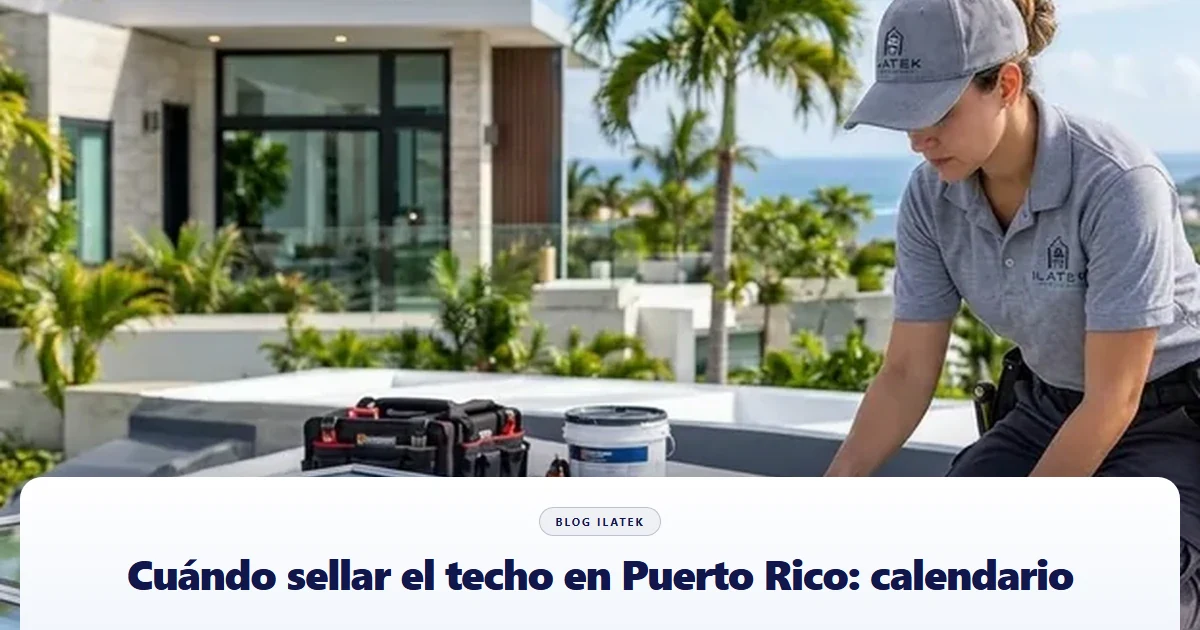 ILATEK
ILATEK
BLOG ILATEK
Cuándo sellar el techo en Puerto Rico: calendario